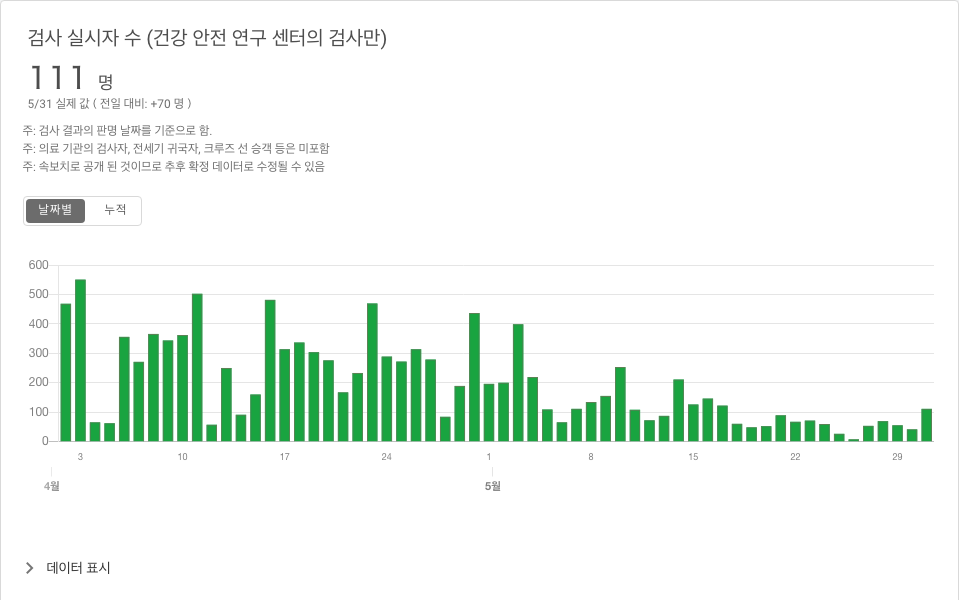 검사 실시자 수 (건강 안전 연구 센터의 검사만)
111 명
5/31 실제 값 ( 전일 대비: +70 명 )
주: 검사 결과의 판명 날짜를 기준으로 함.
주: 의료 기관의 검사자, 전세기 귀국자, 크루즈 선 승객 등은 미포함
주: 속보치로 공개 된 것이므로 추후 확정 데이터로 수정될 수 있음
날짜별 누적
600
500
400
300
200
100
0
3 10 17 24 1 8 15 22 29
4월 5월
데이터 표시